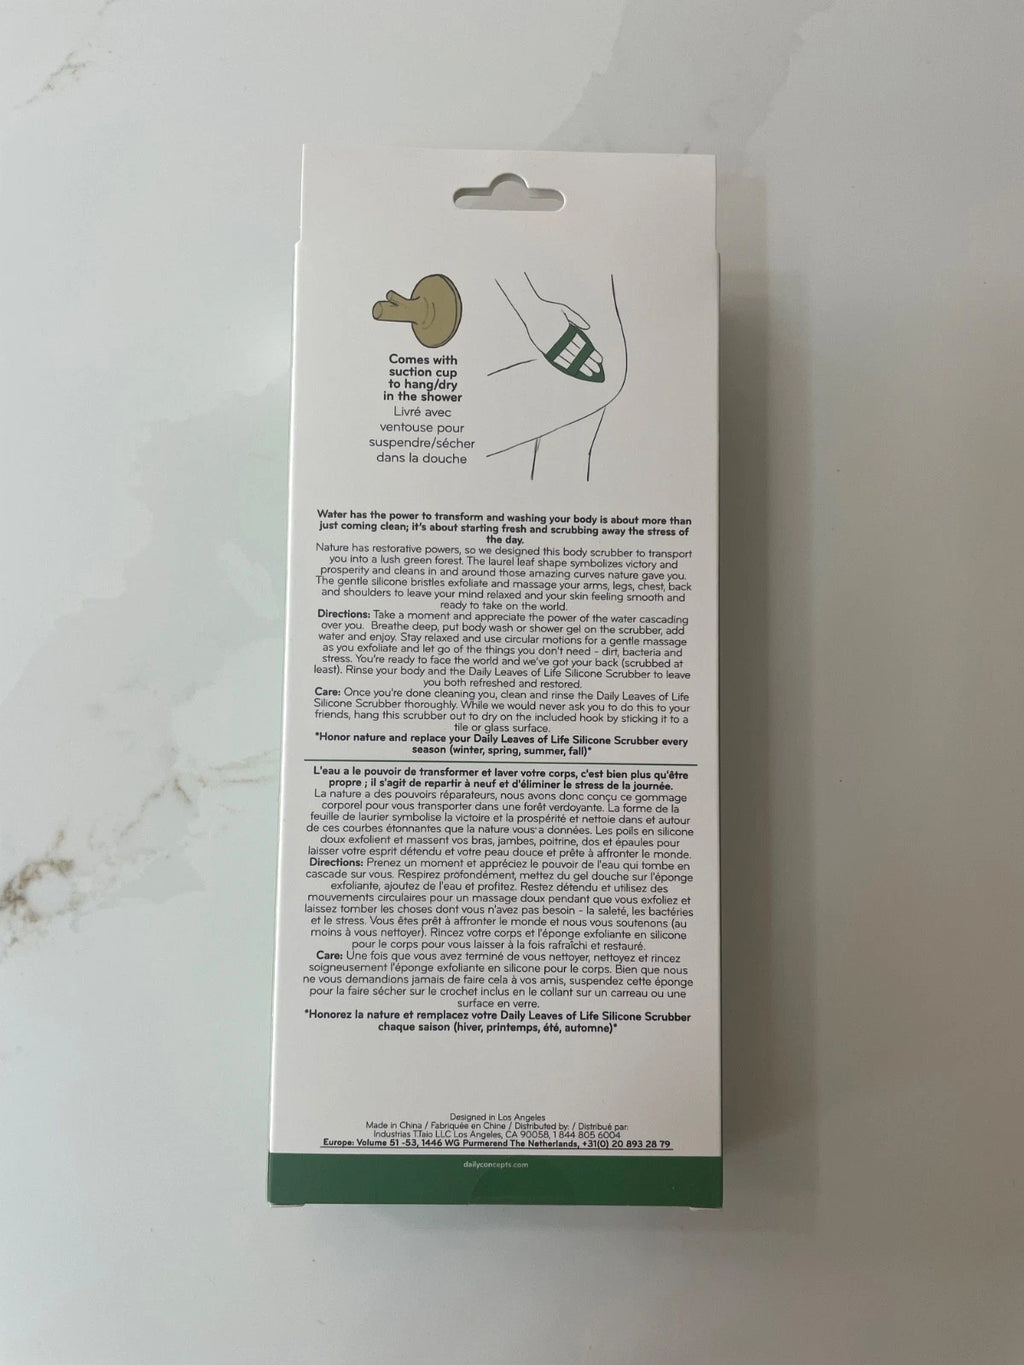 Comes with
suction cup
to hang/dry
in the shower
Livré avec
ventouse pour
suspendre/sécher
dans la douche
Water has the power to transform and washing your body is about more than
just coming clean; it's about starting fresh and scrubbing away the stress of
the day.
Nature has restorative powers, so we designed this body scrubber to transport
you into a lush green forest. The laurel leaf shape symbolizes victory and
prosperity and cleans in and around those amazing curves nature gave you.
The gentle silicone bristles exfoliate and massage your arms, legs, chest, back
and shoulders to leave your mind relaxed and your skin feeling smooth and
ready to take on the world.
Directions: Take a moment and appreciate the power of the water cascading
over you. Breathe deep, put body wash or shower gel on the scrubber, add
water and enjoy. Stay relaxed and use circular motions for a gentle massage
as you exfoliate and let go of the things you don't need - dirt, bacteria and
stress. You're ready to face the world and we've got your back (scrubbed at
least). Rinse your body and the Daily Leaves of Life Silicone Scrubber to leave
you both refreshed and restored.
Care: Once you're done cleaning you, clean and rinse the Daily Leaves of Life
Silicone Scrubber thoroughly. While we would never ask you to do this to your
friends, hang this scrubber out to dry on the included hook by sticking it to a
tile or glass surface.
*Honor nature and replace your Daily Leaves of Life Silicone Scrubber every
season (winter, spring, summer, fall)*
L'eau a le pouvoir de transformer et laver votre corps, c'est bien plus qu'être
propre ; il s'agit de repartir à neuf et d'éliminer le stress de la journée.
La nature a des pouvoirs réparateurs, nous avons donc conçu ce gommage
corporel pour vous transporter dans une forêt verdoyante. La forme de la
feuille de laurier symbolise la victoire et la prospérité et nettoie dans et autour
de ces courbes étonnantes que la nature vous a données. Les poils en silicone
doux exfolient et massent vos bras, jambes, poitrine, dos et épaules pour
laisser votre esprit détendu et votre peau douce et prête à affronter le monde.
Directions: Prenez un moment et appréciez le pouvoir de l'eau qui tombe en
cascade sur vous. Respirez profondément, mettez du gel douche sur l'éponge
exfoliante, ajoutez de l'eau et profitez. Restez détendu et utilisez des
mouvements circulaires pour un massage doux pendant que vous exfoliez et
laissez tomber les choses dont vous n'avez pas besoin - la saleté, les bactéries
et le stress. Vous êtes prêt à affronter le monde et nous vous soutenons (au
moins à vous nettoyer). Rincez votre corps et l'éponge exfoliante en silicone
pour le corps pour vous laisser à la fois rafraîchi et restauré.
Care: Une fois que vous avez terminé de vous nettoyer, nettoyez et rincez
soigneusement l'éponge exfoliante en silicone pour le corps. Bien que nous
ne vous demandions jamais de faire cela à vos amis, suspendez cette éponge
pour la faire sécher sur le crochet inclus en le collant sur un carreau ou une
surface en verre.
*Honorez la nature et remplacez votre Daily Leaves of Life Silicone Scrubber
chaque saison (hiver, printemps, été, automne)*
Designed in Los Angeles
Made in China / Fabriquée en Chine / Distributed by: / Distribué par:
Industrias T.Taio LLC Los Angeles, CA 90058, 1 844 805 6004
Europe: Volume 51 -53, 1446 WG Purmerend The Netherlands, +31(0) 20 893 28 79
dailyconcepts.com